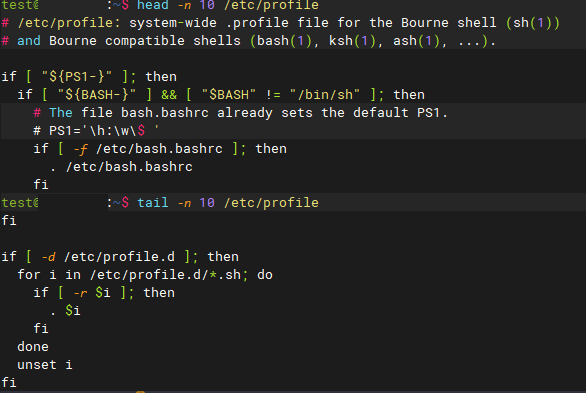 test@ :~$ head -n 10 /etc/profile
# /etc/profile: system-wide .profile file for the Bourne shell (sh(1))
# and Bourne compatible shells (bash(1), ksh(1), ash(1), ...).

if [ "${PS1-}" ]; then
  if [ "${BASH-}" ] && [ "$BASH" != "/bin/sh" ]; then
    # The file bash.bashrc already sets the default PS1.
    # PS1='\h:\w\$ '
    if [ -f /etc/bash.bashrc ]; then
      . /etc/bash.bashrc
    fi
test@ :~$ tail -n 10 /etc/profile
fi

if [ -d /etc/profile.d ]; then
  for i in /etc/profile.d/*.sh; do
    if [ -r $i ]; then
      . $i
    fi
  done
  unset i
fi